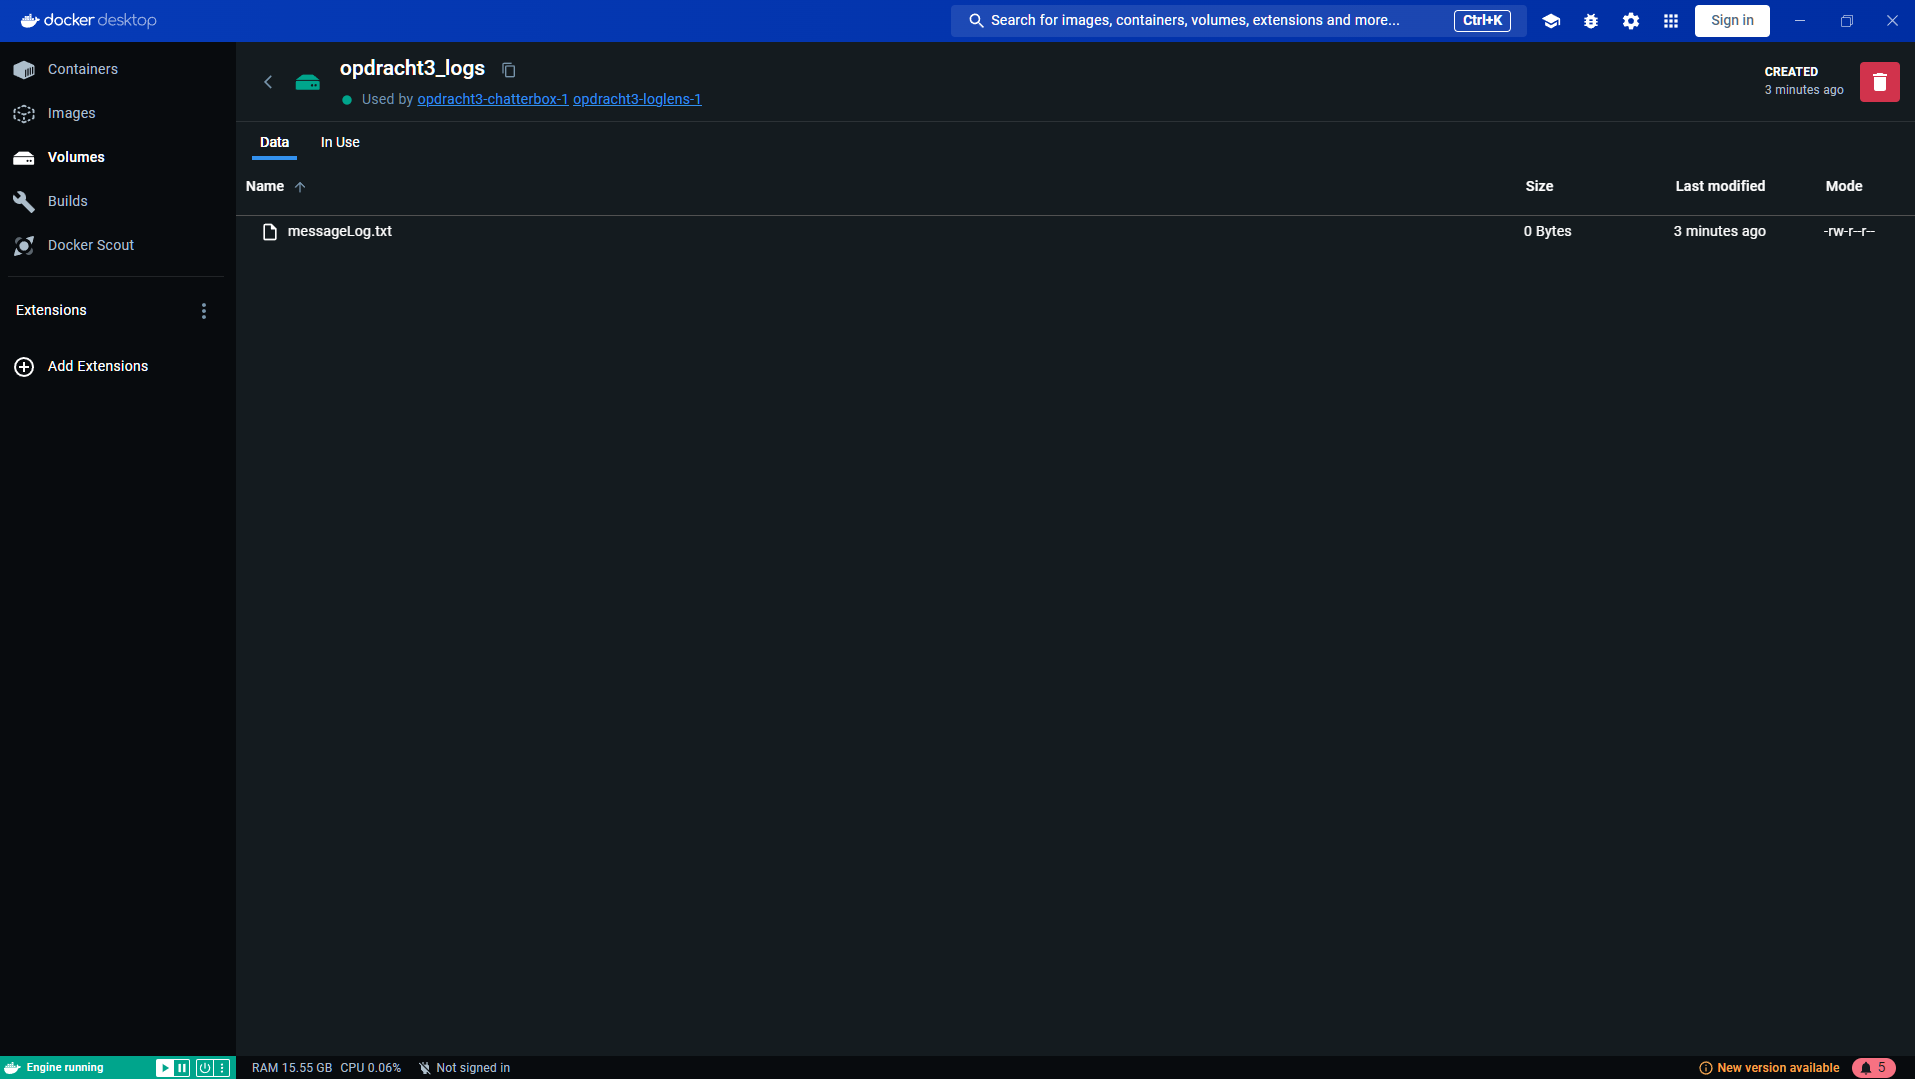 docker desktop
Search for images, containers, volumes, extensions and more...
Ctrl+K
Sign in
Containers
Images
Volumes
Builds
Docker Scout
Extensions
Add Extensions
opdracht3_logs
Used by opdracht3-chatterbox-1 opdracht3-loglens-1
CREATED
3 minutes ago
Data
In Use
Name
Size
Last modified
Mode
messageLog.txt
0 Bytes
3 minutes ago
-rw-r--r--
Engine running
RAM 15.55 GB
CPU 0.06%
Not signed in
New version available
5